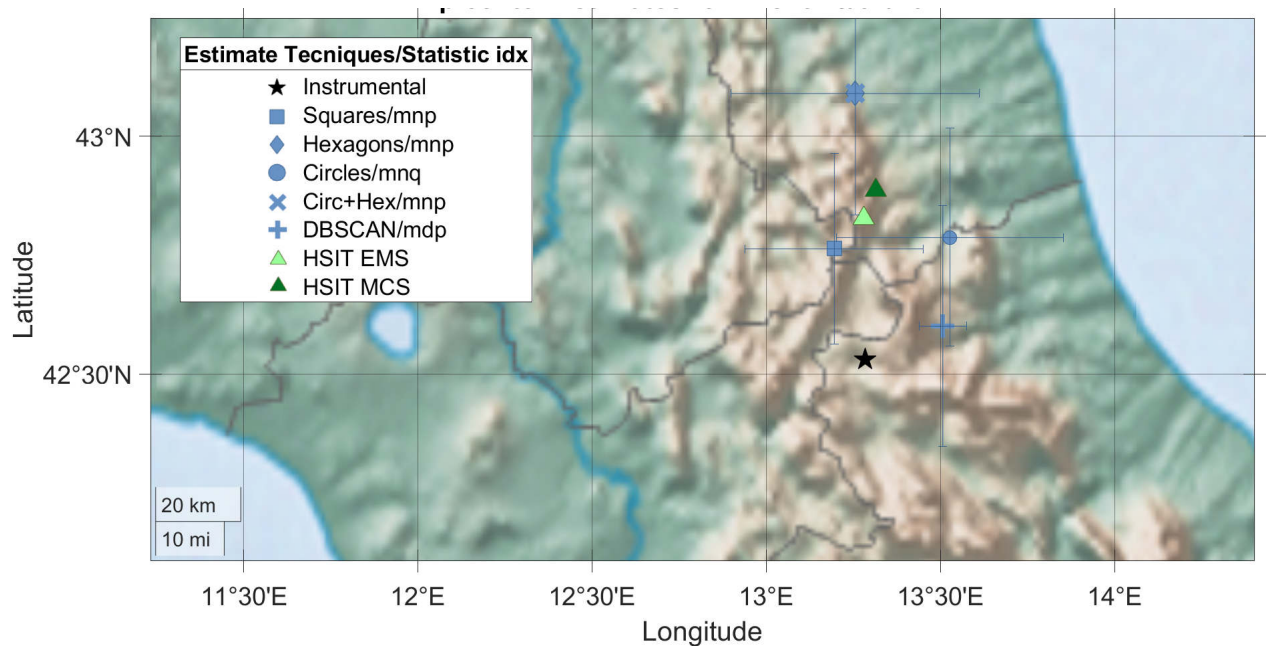 Estimate Tecniques/Statistic idx
Instrumental
Squares/mnp
Hexagons/mnp
Circles/mnq
Circ+Hex/mnp
DBSCAN/mdp
HSIT EMS
HSIT MCS
43°N
42°30'N
Latitude
20 km
10 mi
11°30'E 12°E 12°30'E 13°E 13°30'E 14°E
Longitude